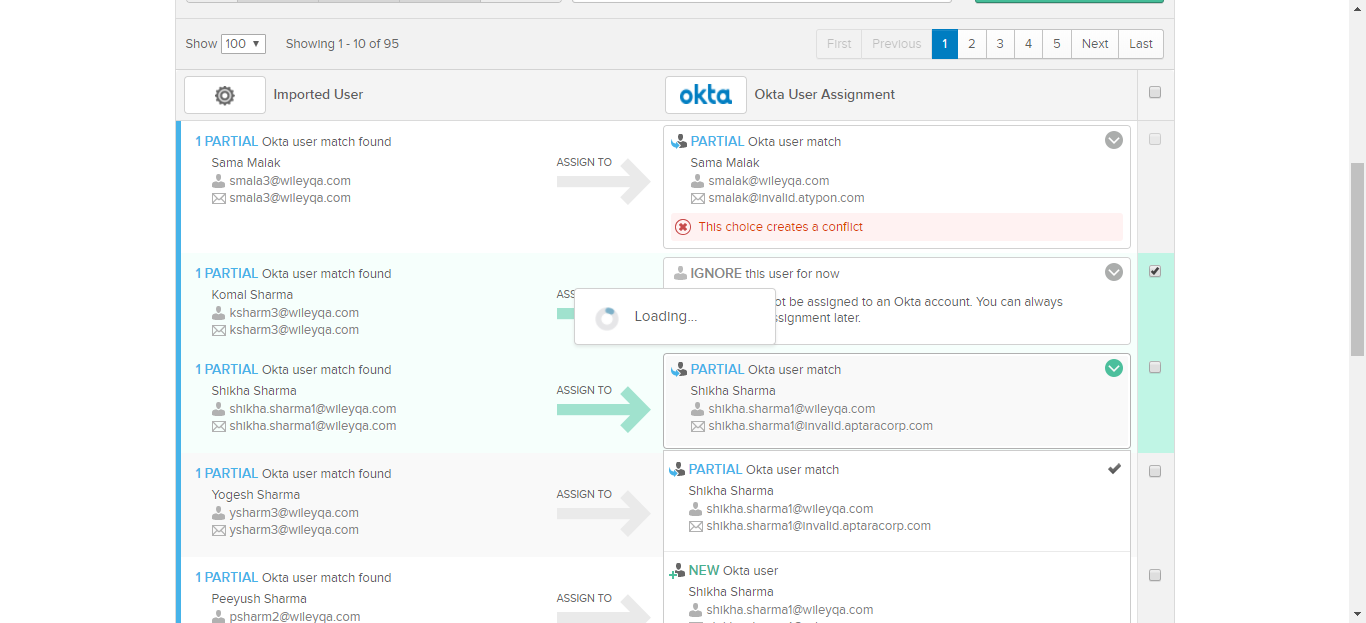 Show 100 Showing 1 - 10 of 95 First Previous 1 2 3 4 5 Next Last
Imported User okta Okta User Assignment
1 PARTIAL Okta user match found
Sama Malak
smala3@wileyqa.com
smala3@wileyqa.com
ASSIGN TO
PARTIAL Okta user match
Sama Malak
smalak@wileyqa.com
smalak@invalid.atypon.com
This choice creates a conflict
1 PARTIAL Okta user match found
Komal Sharma
ksharm3@wileyqa.com
ksharm3@wileyqa.com
IGNORE this user for now
be assigned to an Okta account. You can always
later.
Loading...
1 PARTIAL Okta user match found
Shikha Sharma
shikha.sharma1@wileyqa.com
shikha.sharma1@wileyqa.com
ASSIGN TO
PARTIAL Okta user match
Shikha Sharma
shikha.sharma1@wileyqa.com
shikha.sharma1@invalid.aptaracorp.com
1 PARTIAL Okta user match found
Yogesh Sharma
ysharm3@wileyqa.com
ysharm3@wileyqa.com
ASSIGN TO
PARTIAL Okta user match
Shikha Sharma
shikha.sharma1@wileyqa.com
shikha.sharma1@invalid.aptaracorp.com
1 PARTIAL Okta user match found
Peeyush Sharma
psharm2@wileyqa.com
ASSIGN TO
NEW Okta user
Shikha Sharma
shikha.sharma1@wileyqa.com